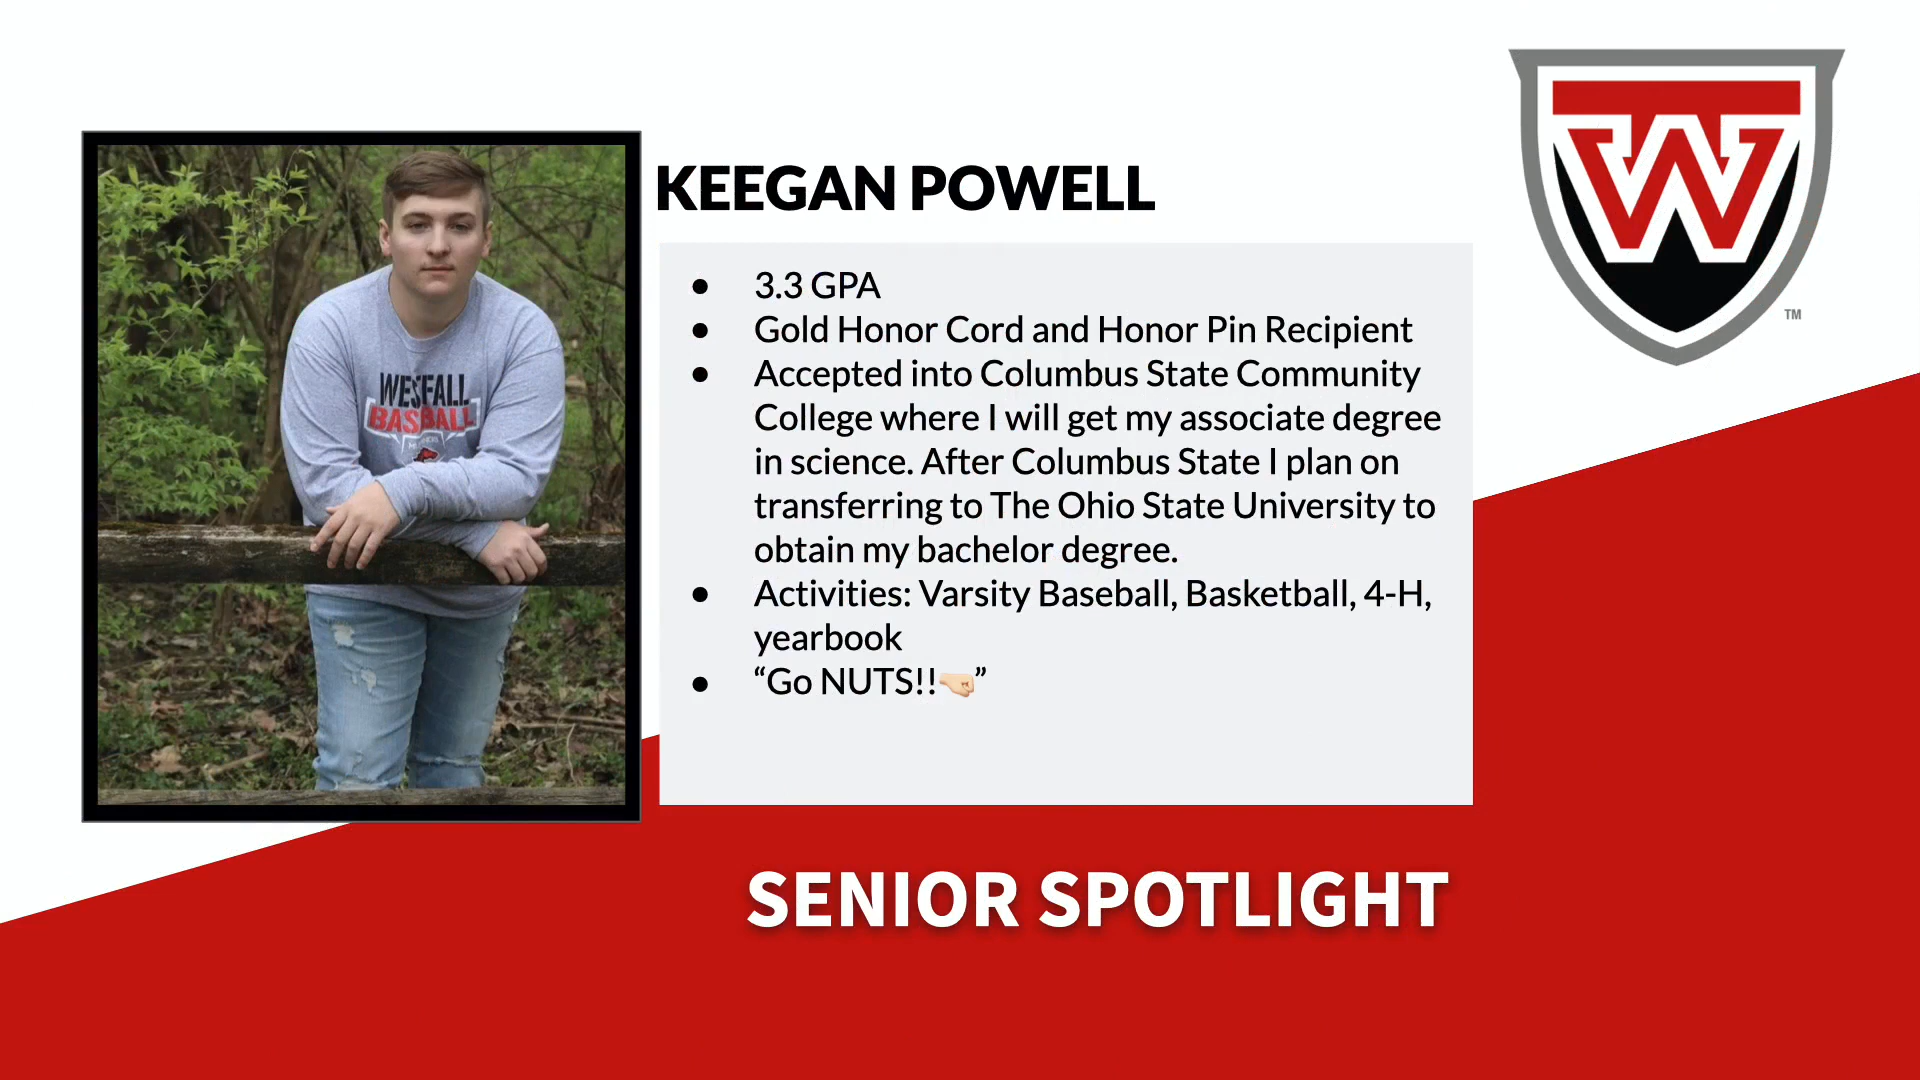 KEEGAN POWELL
● 3.3 GPA
● Gold Honor Cord and Honor Pin Recipient
● Accepted into Columbus State Community
College where I will get my associate degree
in science. After Columbus State I plan on
transferring to The Ohio State University to
obtain my bachelor degree.
● Activities: Varsity Baseball, Basketball, 4-H,
yearbook
● “Go NUTS!!🤜🏻”
WESTFALL
BASEBALL
W
TM
SENIOR SPOTLIGHT